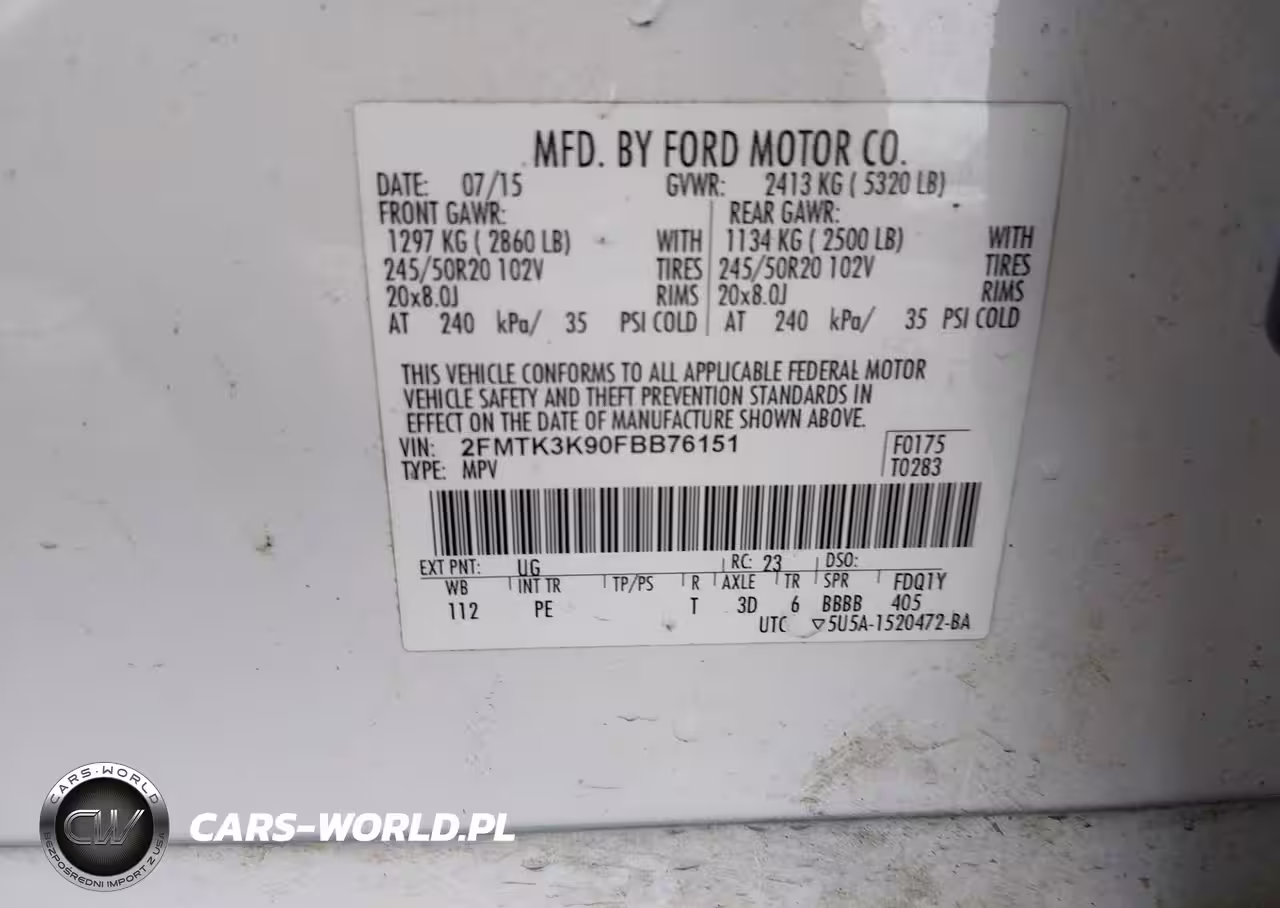 MFD. BY FORD MOTOR CO.
DATE: 07/15 GVWR: 2413 KG ( 5320 LB)
FRONT GAWR: REAR GAWR:
1297 KG ( 2860 LB) WITH 1134 KG ( 2500 LB) WITH
245/50R20 102V TIRES 245/50R20 102V TIRES
20x8.0J RIMS 20x8.0J RIMS
AT 240 kPa/ 35 PSI COLD AT 240 kPa/ 35 PSI COLD
THIS VEHICLE CONFORMS TO ALL APPLICABLE FEDERAL MOTOR
VEHICLE SAFETY AND THEFT PREVENTION STANDARDS IN
EFFECT ON THE DATE OF MANUFACTURE SHOWN ABOVE.
VIN: 2FMTK3K90FBB76151 F0175
TYPE: MPV T0283
EXT PNT: UG RC: 23 DSO:
WB INT TR TP/PS R AXLE TR SPR FDQ1Y
112 PE T 3D 6 BBBB 405
UTC ▽5U5A-1520472-BA
CARS-WORLD
CW
BEZPOŚREDNI IMPORT Z USA
CARS-WORLD.PL